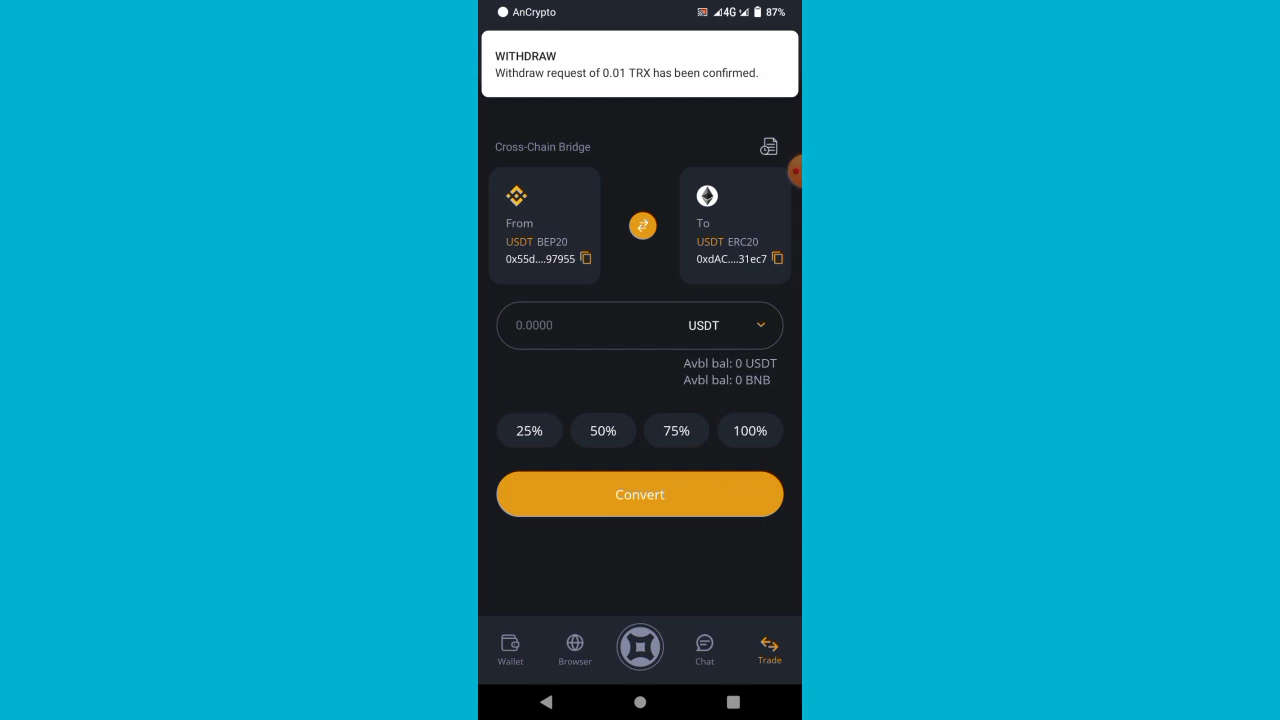 AnCrypto
4G 87%
WITHDRAW
Withdraw request of 0.01 TRX has been confirmed.
Cross-Chain Bridge
From
USDT BEP20
0x55d....97955
To
USDT ERC20
0xdAC....31ec7
0.0000 USDT
Avbl bal: 0 USDT
Avbl bal: 0 BNB
25% 50% 75% 100%
Convert
Wallet Browser Chat Trade